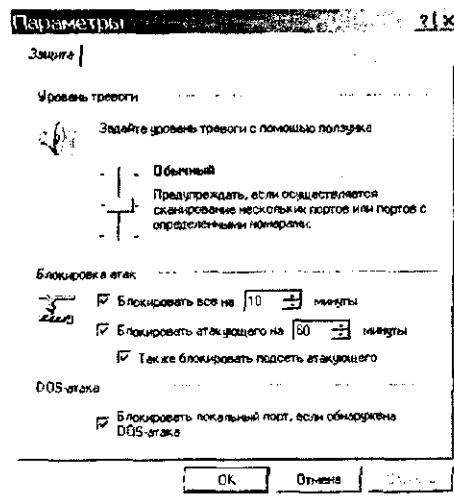 Параметры
Защита
Уровень тревоги
Задайте уровень тревоги с помощью ползунка
Обычный
Предупреждать, если осуществляется
сканирование нескольких портов или портов с
определенными номерами.
Блокировка атак
Блокировать все на 10 минуты
Блокировать атакующего на 60 минуты
Также блокировать подсеть атакующего
DOS-атака
Блокировать локальный порт, если обнаружена
DOS-атака
OK Отмена